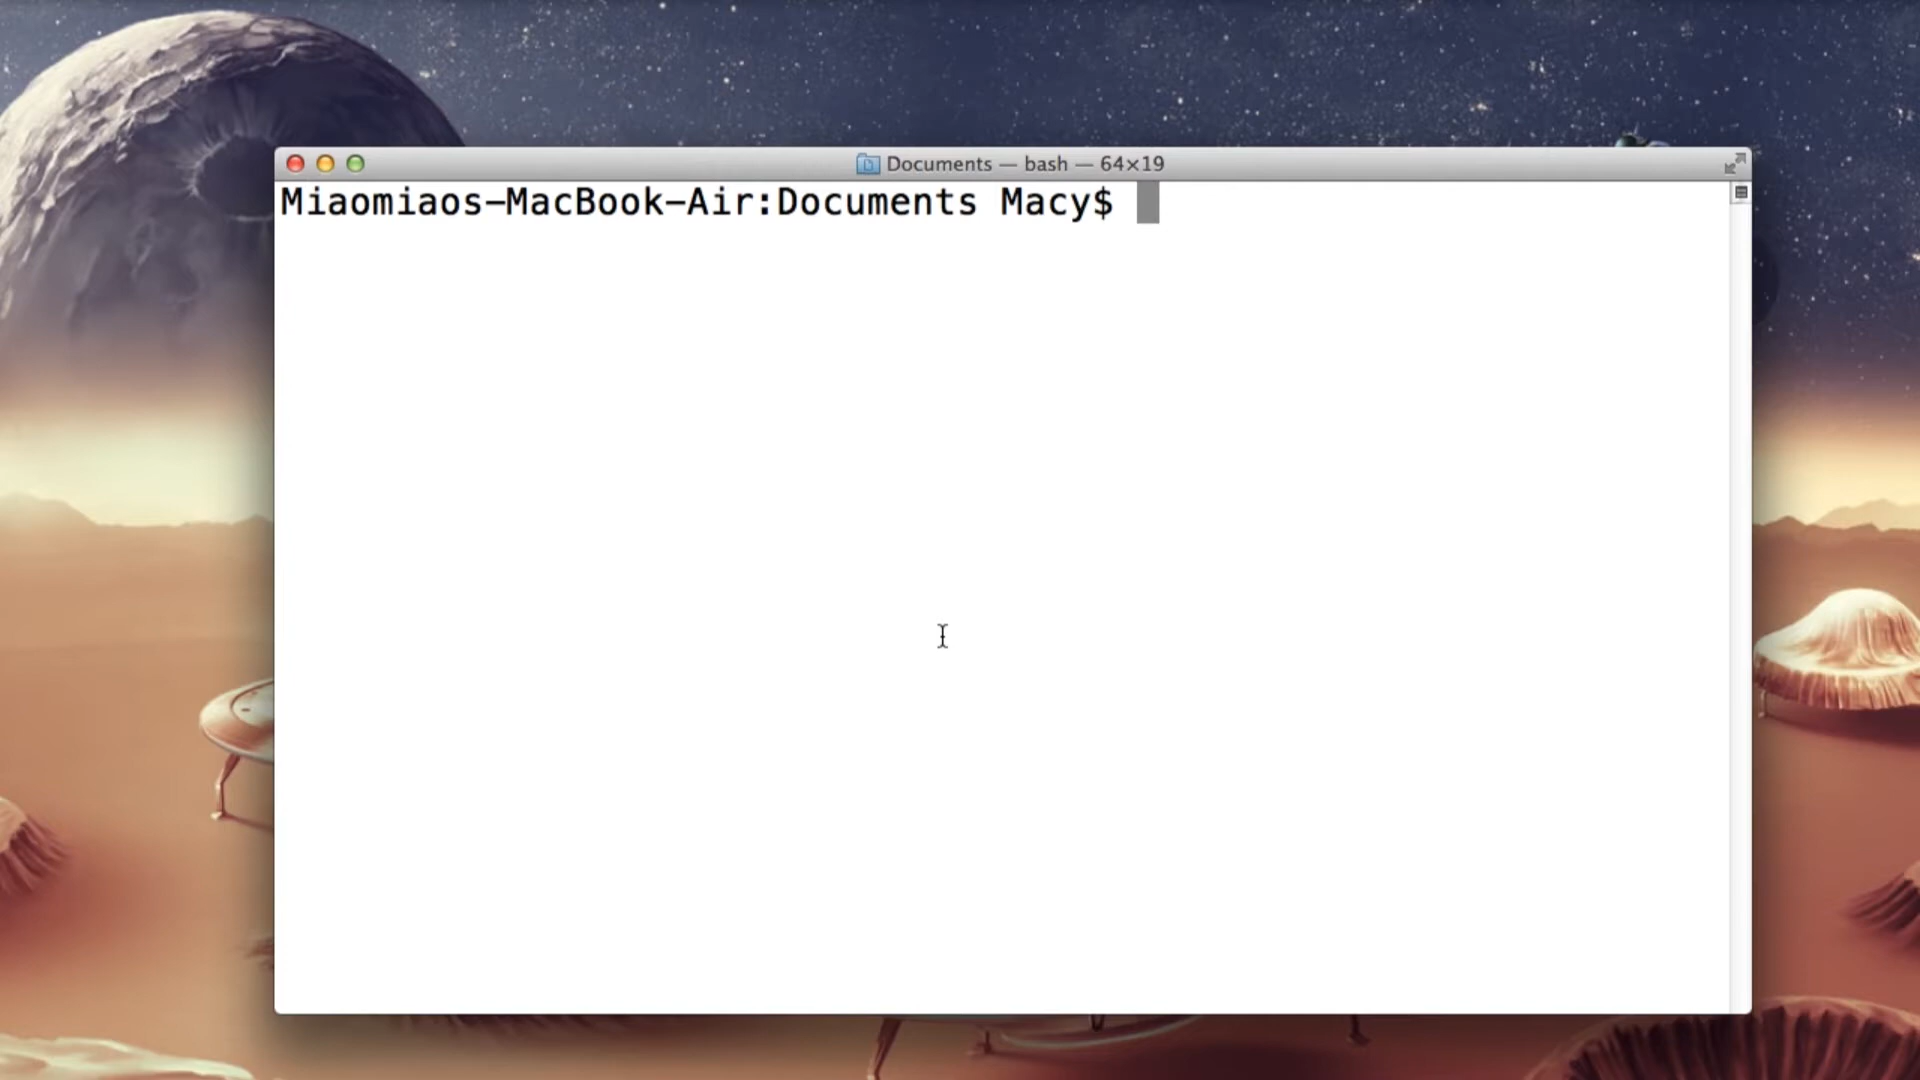 Documents — bash — 64×19
Miaomiaos-MacBook-Air:Documents Macy$